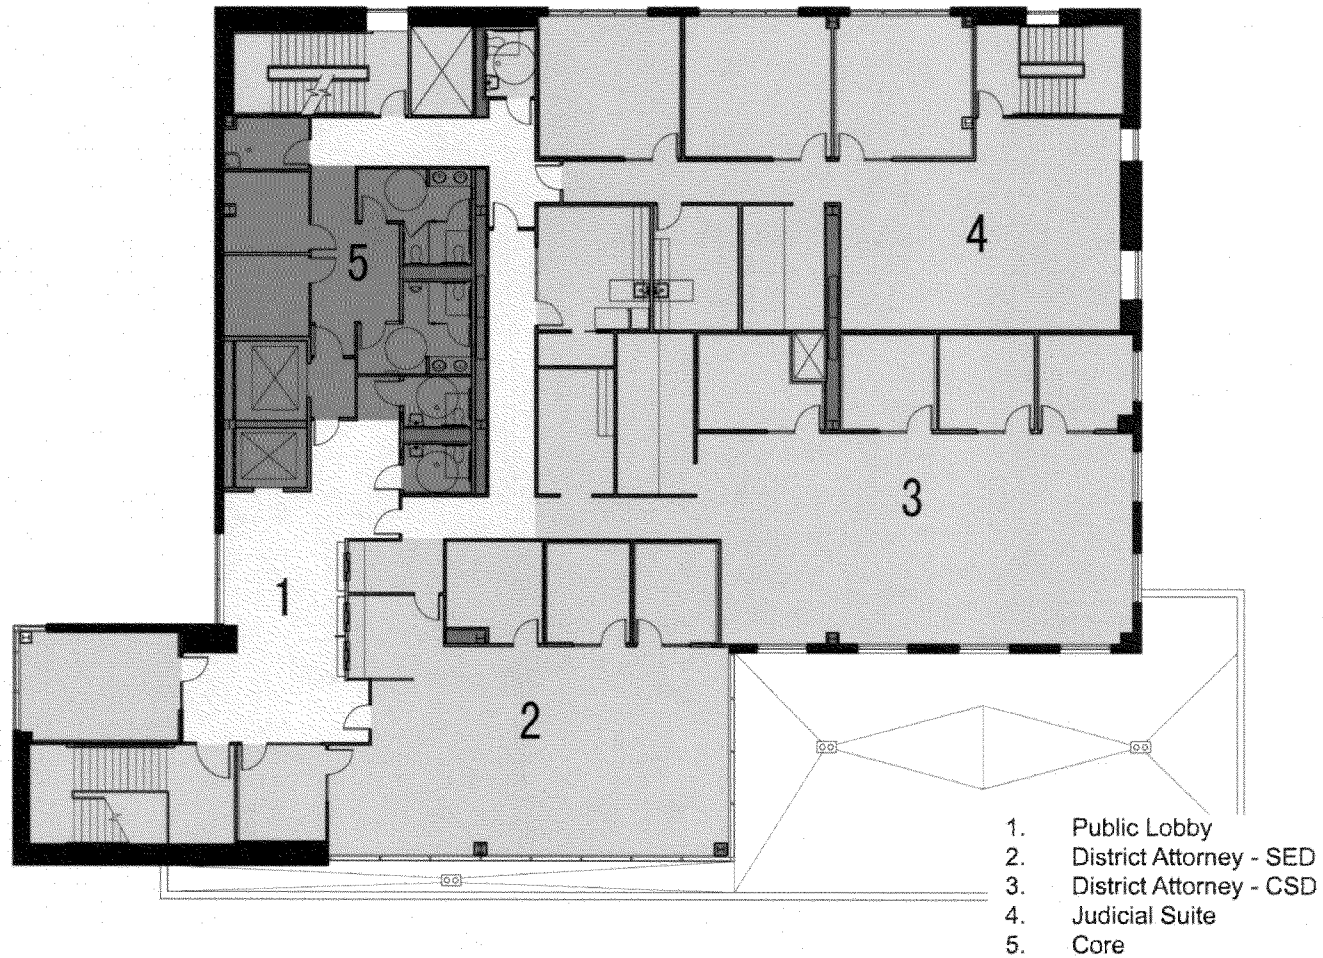 4
5
3
1
2
1. Public Lobby
2. District Attorney - SED
3. District Attorney - CSD
4. Judicial Suite
5. Core